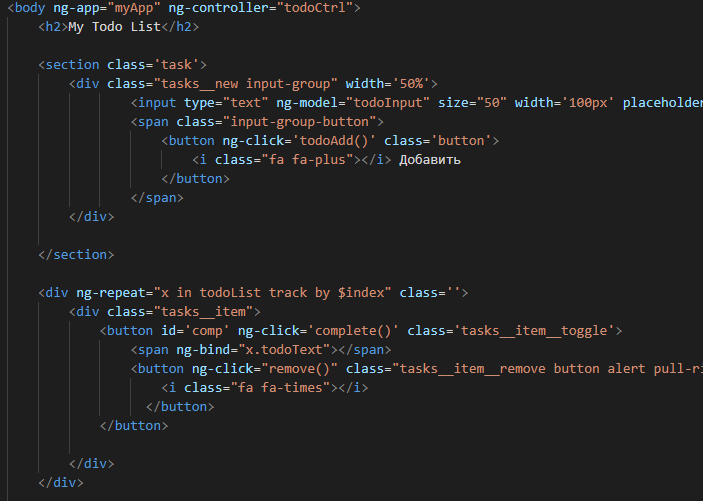 <body ng-app="myApp" ng-controller="todoCtrl">
<h2>My Todo List</h2>
<section class='task'>
<div class="tasks__new input-group" width='50%'>
<input type="text" ng-model="todoInput" size="50" width='100px' placeholder
<span class="input-group-button">
<button ng-click='todoAdd()' class='button'>
<i class="fa fa-plus"></i> Добавить
</button>
</span>
</div>
</section>
<div ng-repeat="x in todoList track by $index" class=''>
<div class="tasks__item">
<button id='comp' ng-click='complete()' class='tasks__item__toggle'>
<span ng-bind="x.todoText"></span>
<button ng-click="remove()" class="tasks__item__remove button alert pull-ri
<i class="fa fa-times"></i>
</button>
</button>
</div>
</div>